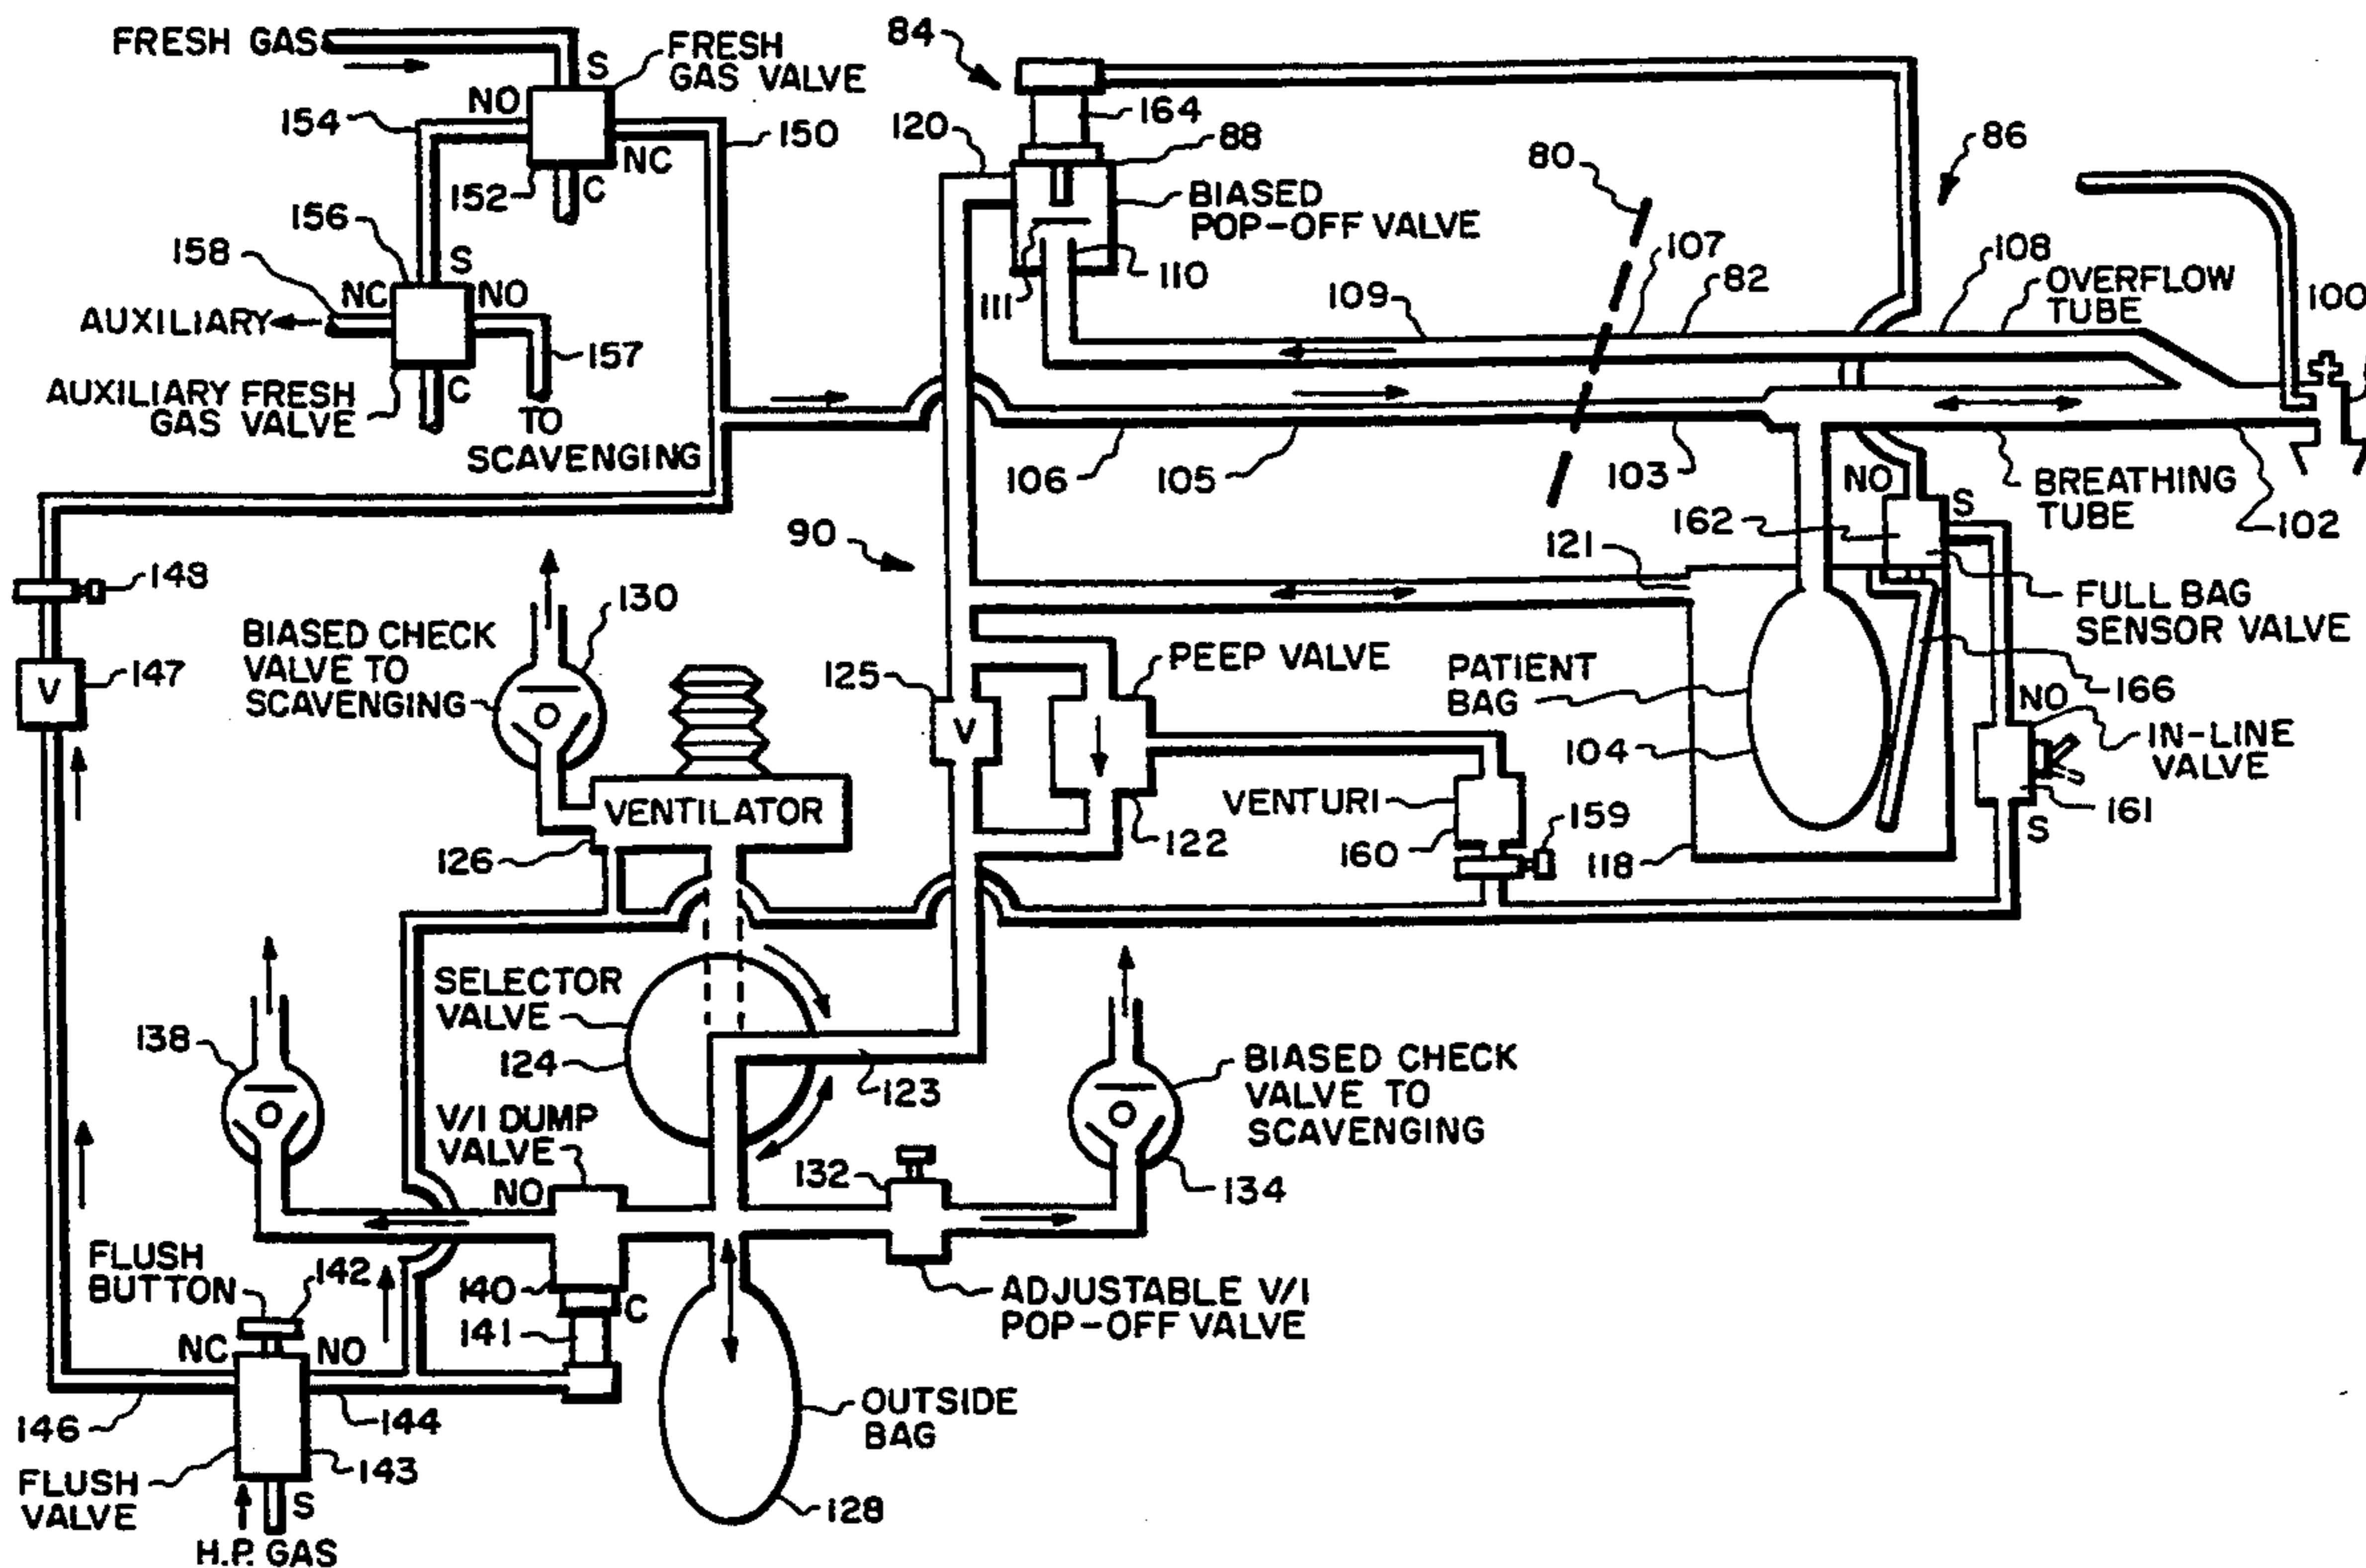 FRESH GAS
S
FRESH
GAS VALVE
NO
154
150
NC
152
C
156
158
S
NC
NO
AUXILIARY
157
AUXILIARY FRESH
GAS VALVE
C
TO
SCAVENGING
84
164
120
88
BIASED
POP-OFF VALVE
111
110
80
86
107
82
108
OVERFLOW
TUBE
100
109
106
105
103
NO
S
BREATHING
TUBE
102
162
121
FULL BAG
SENSOR VALVE
90
149
147
V
BIASED CHECK
VALVE TO
SCAVENGING
130
125
V
PEEP VALVE
PATIENT
BAG
166
NO
IN-LINE
VALVE
104
VENTURI
159
161
S
VENTILATOR
126
122
160
118
SELECTOR
VALVE
124
123
138
V/I DUMP
VALVE
NO
132
BIASED CHECK
VALVE TO
SCAVENGING
134
FLUSH
BUTTON
142
140
C
141
ADJUSTABLE V/I
POP-OFF VALVE
NC
NO
146
144
OUTSIDE
BAG
FLUSH
VALVE
143
S
128
H.P. GAS